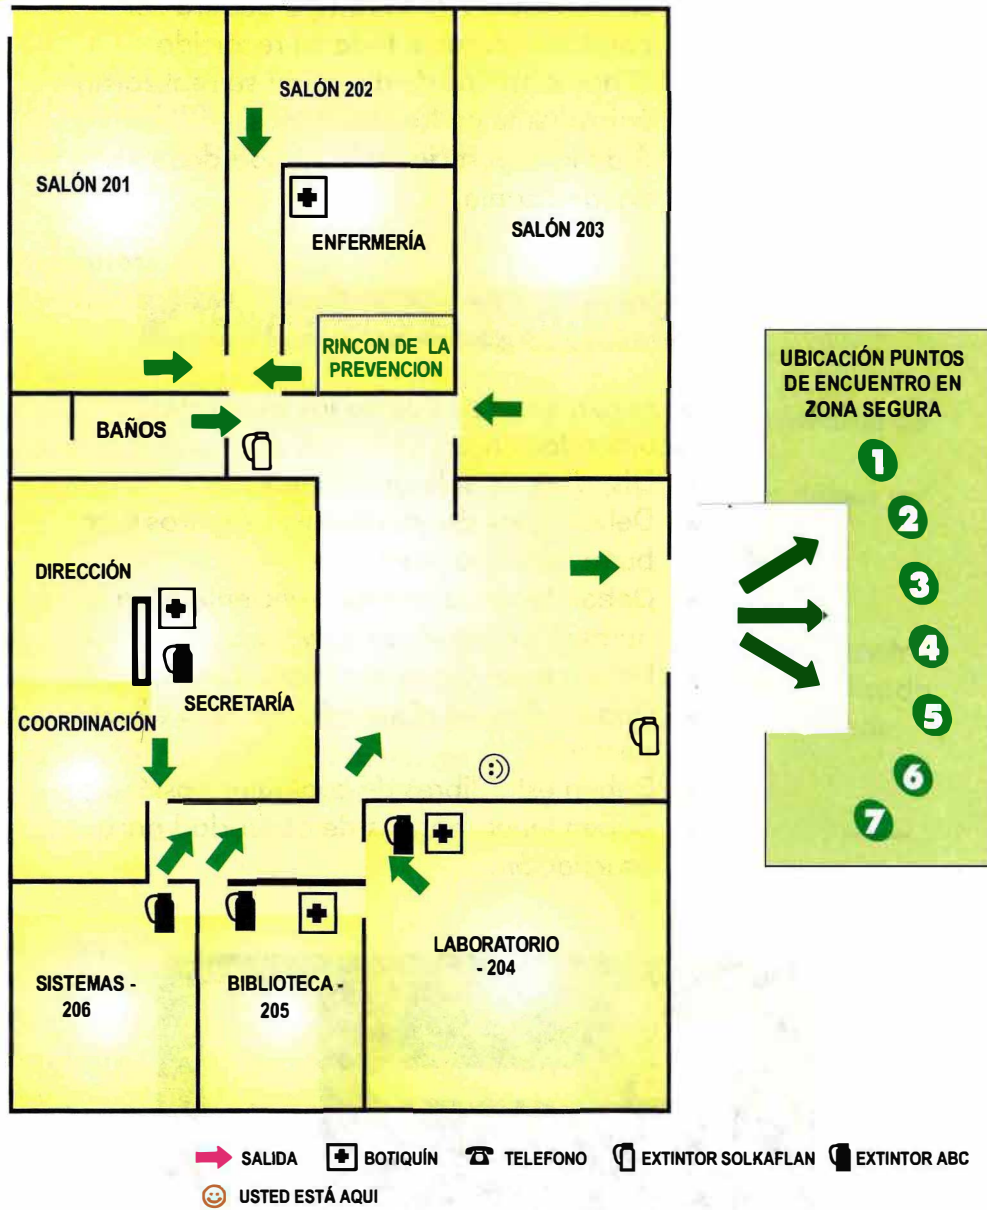 SALÓN 202
SALÓN 201
ENFERMERÍA
SALÓN 203
RINCON DE LA
PREVENCION
BAÑOS
DIRECCIÓN
SECRETARÍA
COORDINACIÓN
LABORATORIO
- 204
SISTEMAS -
206
BIBLIOTECA -
205
UBICACIÓN PUNTOS
DE ENCUENTRO EN
ZONA SEGURA
1
2
3
4
5
6
7
SALIDA
BOTIQUÍN
TELEFONO
EXTINTOR SOLKAFLAN
EXTINTOR ABC
USTED ESTÁ AQUI